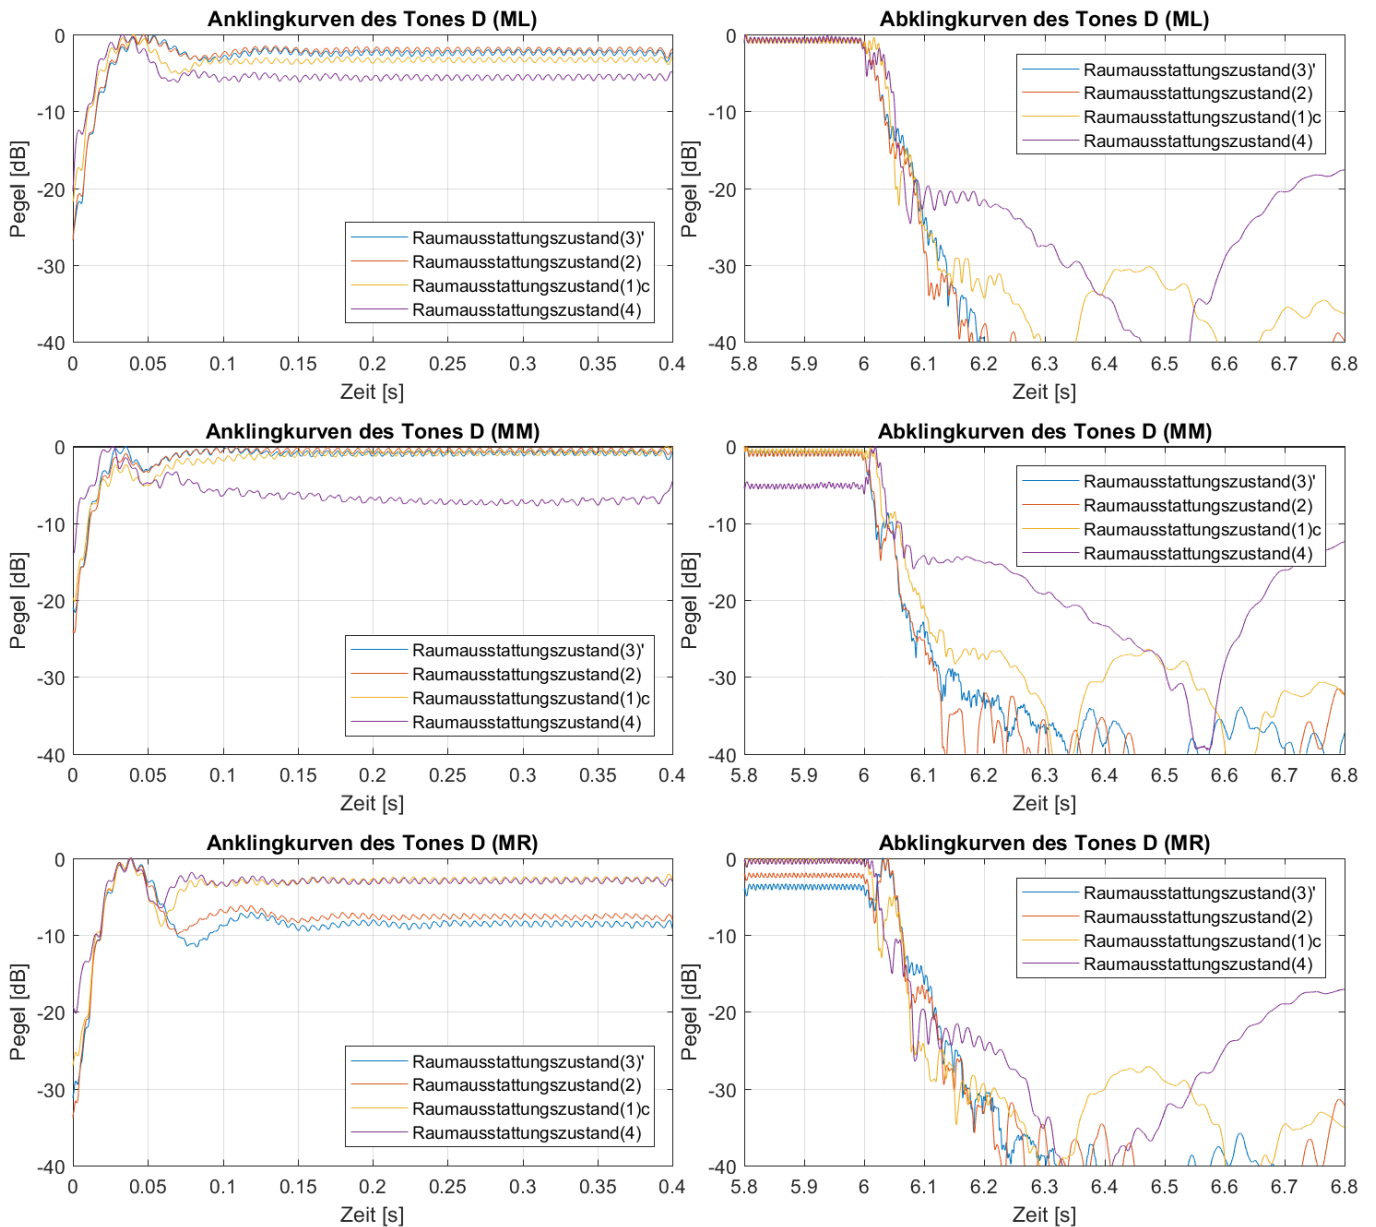 Anklingkurven des Tones D (ML)
0
-10
-20
-30
-40
Pegel [dB]
Raumausstattungszustand(3)'
Raumausstattungszustand(2)
Raumausstattungszustand(1)c
Raumausstattungszustand(4)
0 0.05 0.1 0.15 0.2 0.25 0.3 0.35 0.4
Zeit [s]
Abklingkurven des Tones D (ML)
0
-10
-20
-30
-40
Pegel [dB]
Raumausstattungszustand(3)'
Raumausstattungszustand(2)
Raumausstattungszustand(1)c
Raumausstattungszustand(4)
5.8 5.9 6 6.1 6.2 6.3 6.4 6.5 6.6 6.7 6.8
Zeit [s]
Anklingkurven des Tones D (MM)
0
-10
-20
-30
-40
Pegel [dB]
Raumausstattungszustand(3)'
Raumausstattungszustand(2)
Raumausstattungszustand(1)c
Raumausstattungszustand(4)
0 0.05 0.1 0.15 0.2 0.25 0.3 0.35 0.4
Zeit [s]
Abklingkurven des Tones D (MM)
0
-10
-20
-30
-40
Pegel [dB]
Raumausstattungszustand(3)'
Raumausstattungszustand(2)
Raumausstattungszustand(1)c
Raumausstattungszustand(4)
5.8 5.9 6 6.1 6.2 6.3 6.4 6.5 6.6 6.7 6.8
Zeit [s]
Anklingkurven des Tones D (MR)
0
-10
-20
-30
-40
Pegel [dB]
Raumausstattungszustand(3)'
Raumausstattungszustand(2)
Raumausstattungszustand(1)c
Raumausstattungszustand(4)
0 0.05 0.1 0.15 0.2 0.25 0.3 0.35 0.4
Zeit [s]
Abklingkurven des Tones D (MR)
0
-10
-20
-30
-40
Pegel [dB]
Raumausstattungszustand(3)'
Raumausstattungszustand(2)
Raumausstattungszustand(1)c
Raumausstattungszustand(4)
5.8 5.9 6 6.1 6.2 6.3 6.4 6.5 6.6 6.7 6.8
Zeit [s]